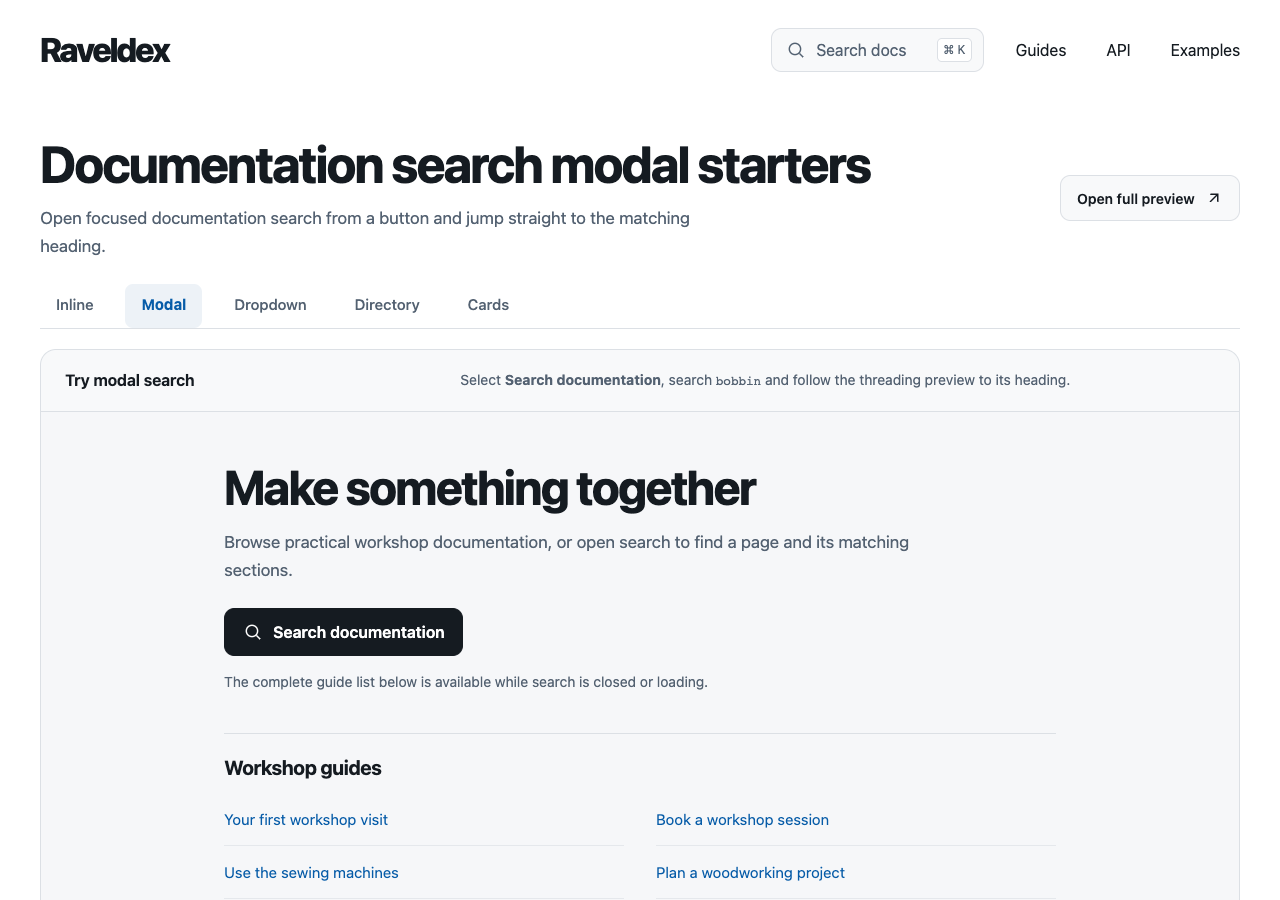 Raveldex
Search docs
⌘ K
Guides
API
Examples
Documentation search modal starters
Open focused documentation search from a button and jump straight to the matching
heading.
Open full preview
Inline
Modal
Dropdown
Directory
Cards
Try modal search
Select Search documentation, search bobbin and follow the threading preview to its heading.
Make something together
Browse practical workshop documentation, or open search to find a page and its matching
sections.
Search documentation
The complete guide list below is available while search is closed or loading.
Workshop guides
Your first workshop visit
Book a workshop session
Use the sewing machines
Plan a woodworking project